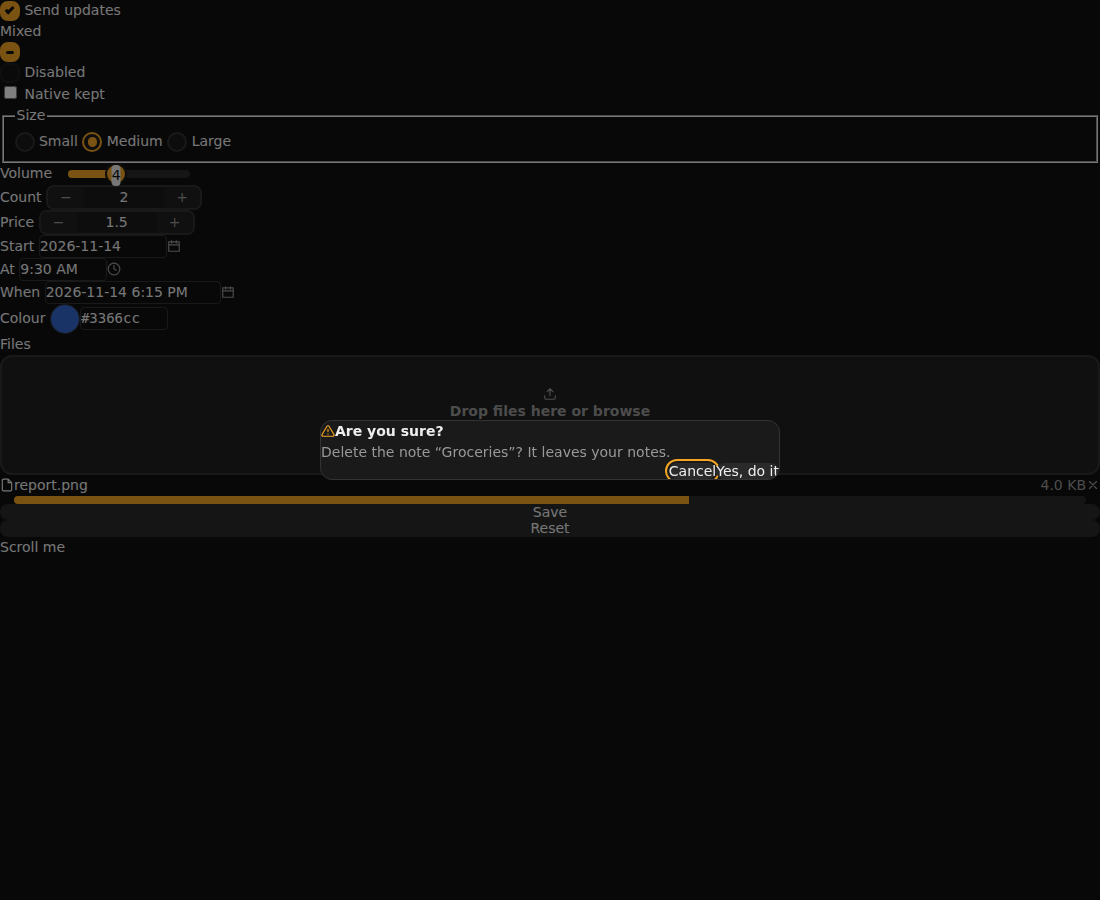 Send updates
Mixed
Disabled
Native kept
Size
Small Medium Large
Volume 4
Count − 2 +
Price − 1.5 +
Start 2026-11-14
At 9:30 AM
When 2026-11-14 6:15 PM
Colour #3366cc
Files
Drop files here or browse
Are you sure?
Delete the note “Groceries”? It leaves your notes.
Cancel Yes, do it
report.png 4.0 KB ×
Save
Reset
Scroll me